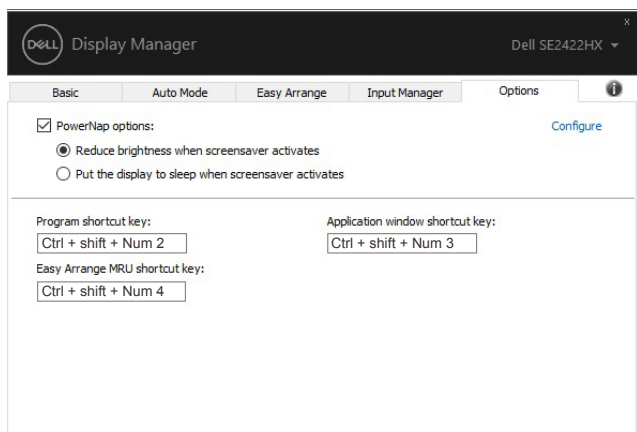 DELL Display Manager
x
Dell SE2422HX
Basic Auto Mode Easy Arrange Input Manager Options i
PowerNap options: Configure
Reduce brightness when screensaver activates
Put the display to sleep when screensaver activates
Program shortcut key: Application window shortcut key:
Ctrl + shift + Num 2 Ctrl + shift + Num 3
Easy Arrange MRU shortcut key:
Ctrl + shift + Num 4